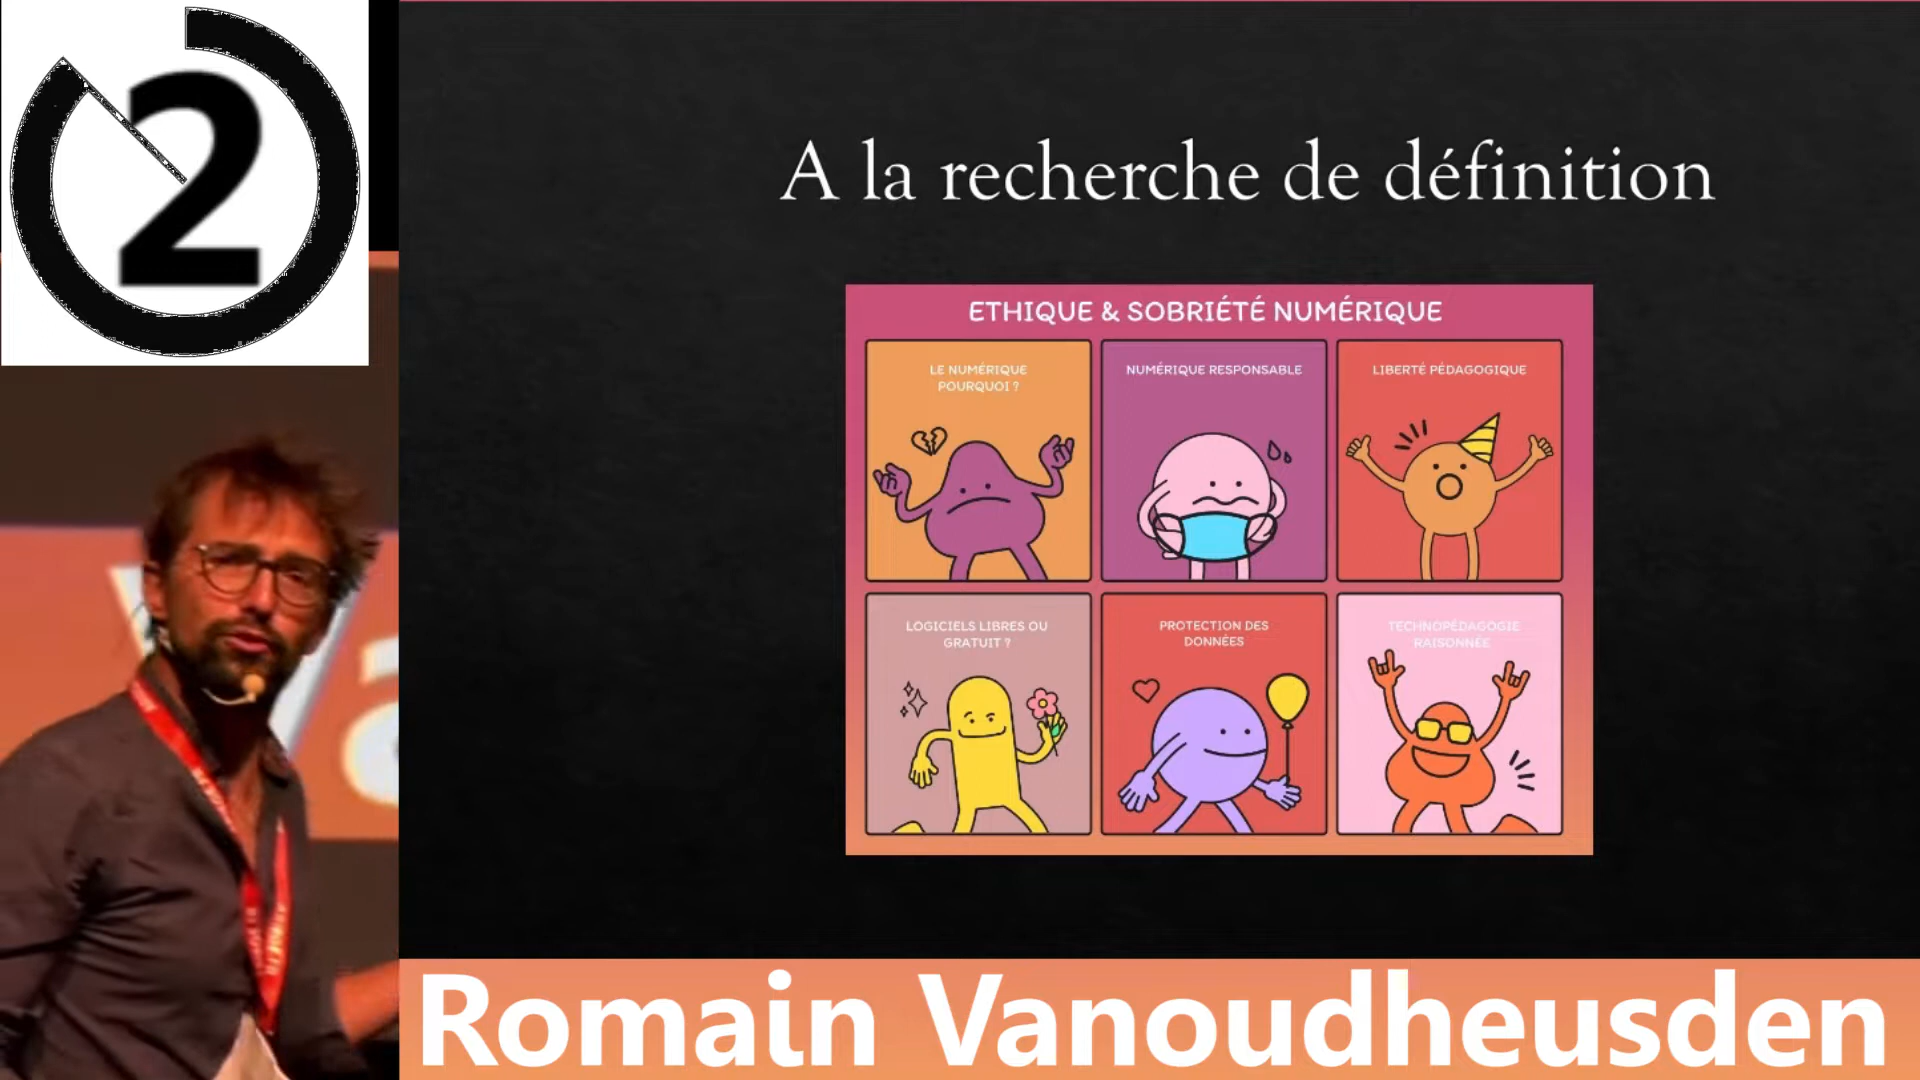 2
A la recherche de définition
ETHIQUE & SOBRIÉTÉ NUMÉRIQUE
LE NUMÉRIQUE
POURQUOI ?
NUMÉRIQUE RESPONSABLE
LIBERTÉ PÉDAGOGIQUE
LOGICIELS LIBRES OU
GRATUIT ?
PROTECTION DES
DONNÉES
TECHNOPÉDAGOGIE
RAISONNÉE
Romain Vanoudheusden